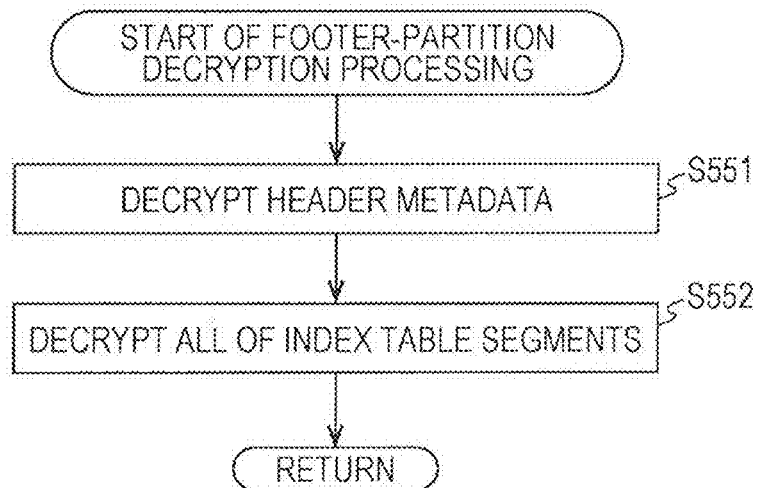 START OF FOOTER-PARTITION
DECRYPTION PROCESSING
S551
DECRYPT HEADER METADATA
S552
DECRYPT ALL OF INDEX TABLE SEGMENTS
RETURN